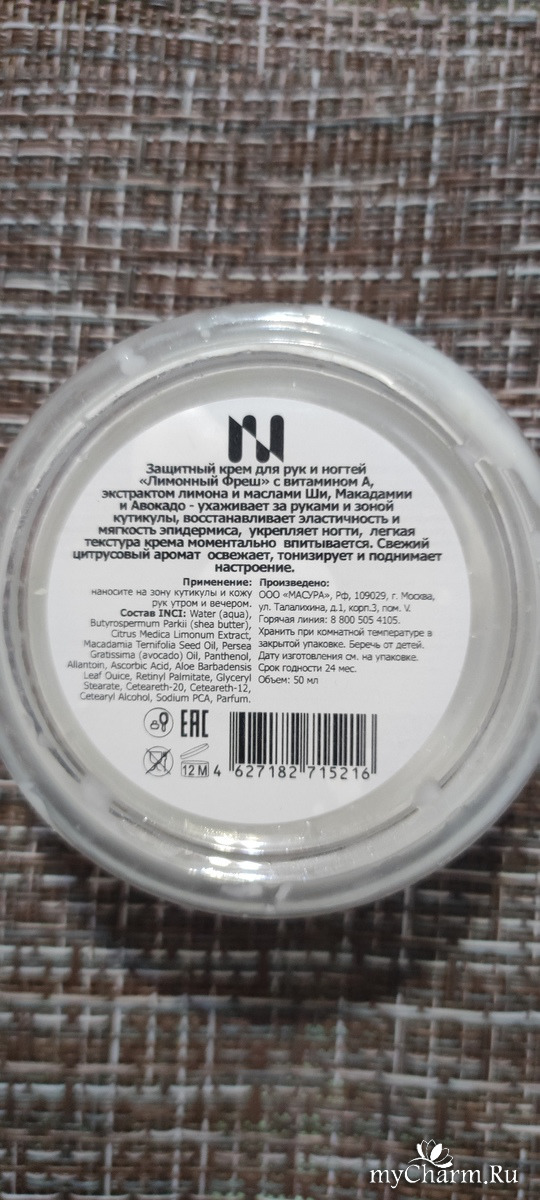 Защитный крем для рук и ногтей
«Лимонный Фреш» с витамином А,
экстрактом лимона и маслами Ши, Макадамии
и Авокадо - ухаживает за руками и зоной
кутикулы, восстанавливает эластичность и
мягкость эпидермиса, укрепляет ногти, легкая
текстура крема моментально впитывается. Свежий
цитрусовый аромат освежает, тонизирует и поднимает
настроение.
Применение:
наносите на зону кутикулы и кожу
рук утром и вечером.
Состав INCI: Water (aqua),
Butyrospermum Parkii (shea butter),
Citrus Medica Limonum Extract,
Macadamia Ternifolia Seed Oil, Persea
Gratissima (avocado) Oil, Panthenol,
Allantoin, Ascorbic Acid, Aloe Barbadensis
Leaf Ouice, Retinyl Palmitate, Glyceryl
Stearate, Ceteareth-20, Ceteareth-12,
Cetearyl Alcohol, Sodium PCA, Parfum.
Произведено:
ООО «МАСУРА», РФ, 109029, г. Москва,
ул. Талалихина, д.1, корп.3, пом. V.
Горячая линия: 8 800 505 4105.
Хранить при комнатной температуре в
закрытой упаковке. Беречь от детей.
Дату изготовления см. на упаковке.
Срок годности 24 мес.
Объем: 50 мл
EAC
12 M
4 627182 715216
myCharm.Ru